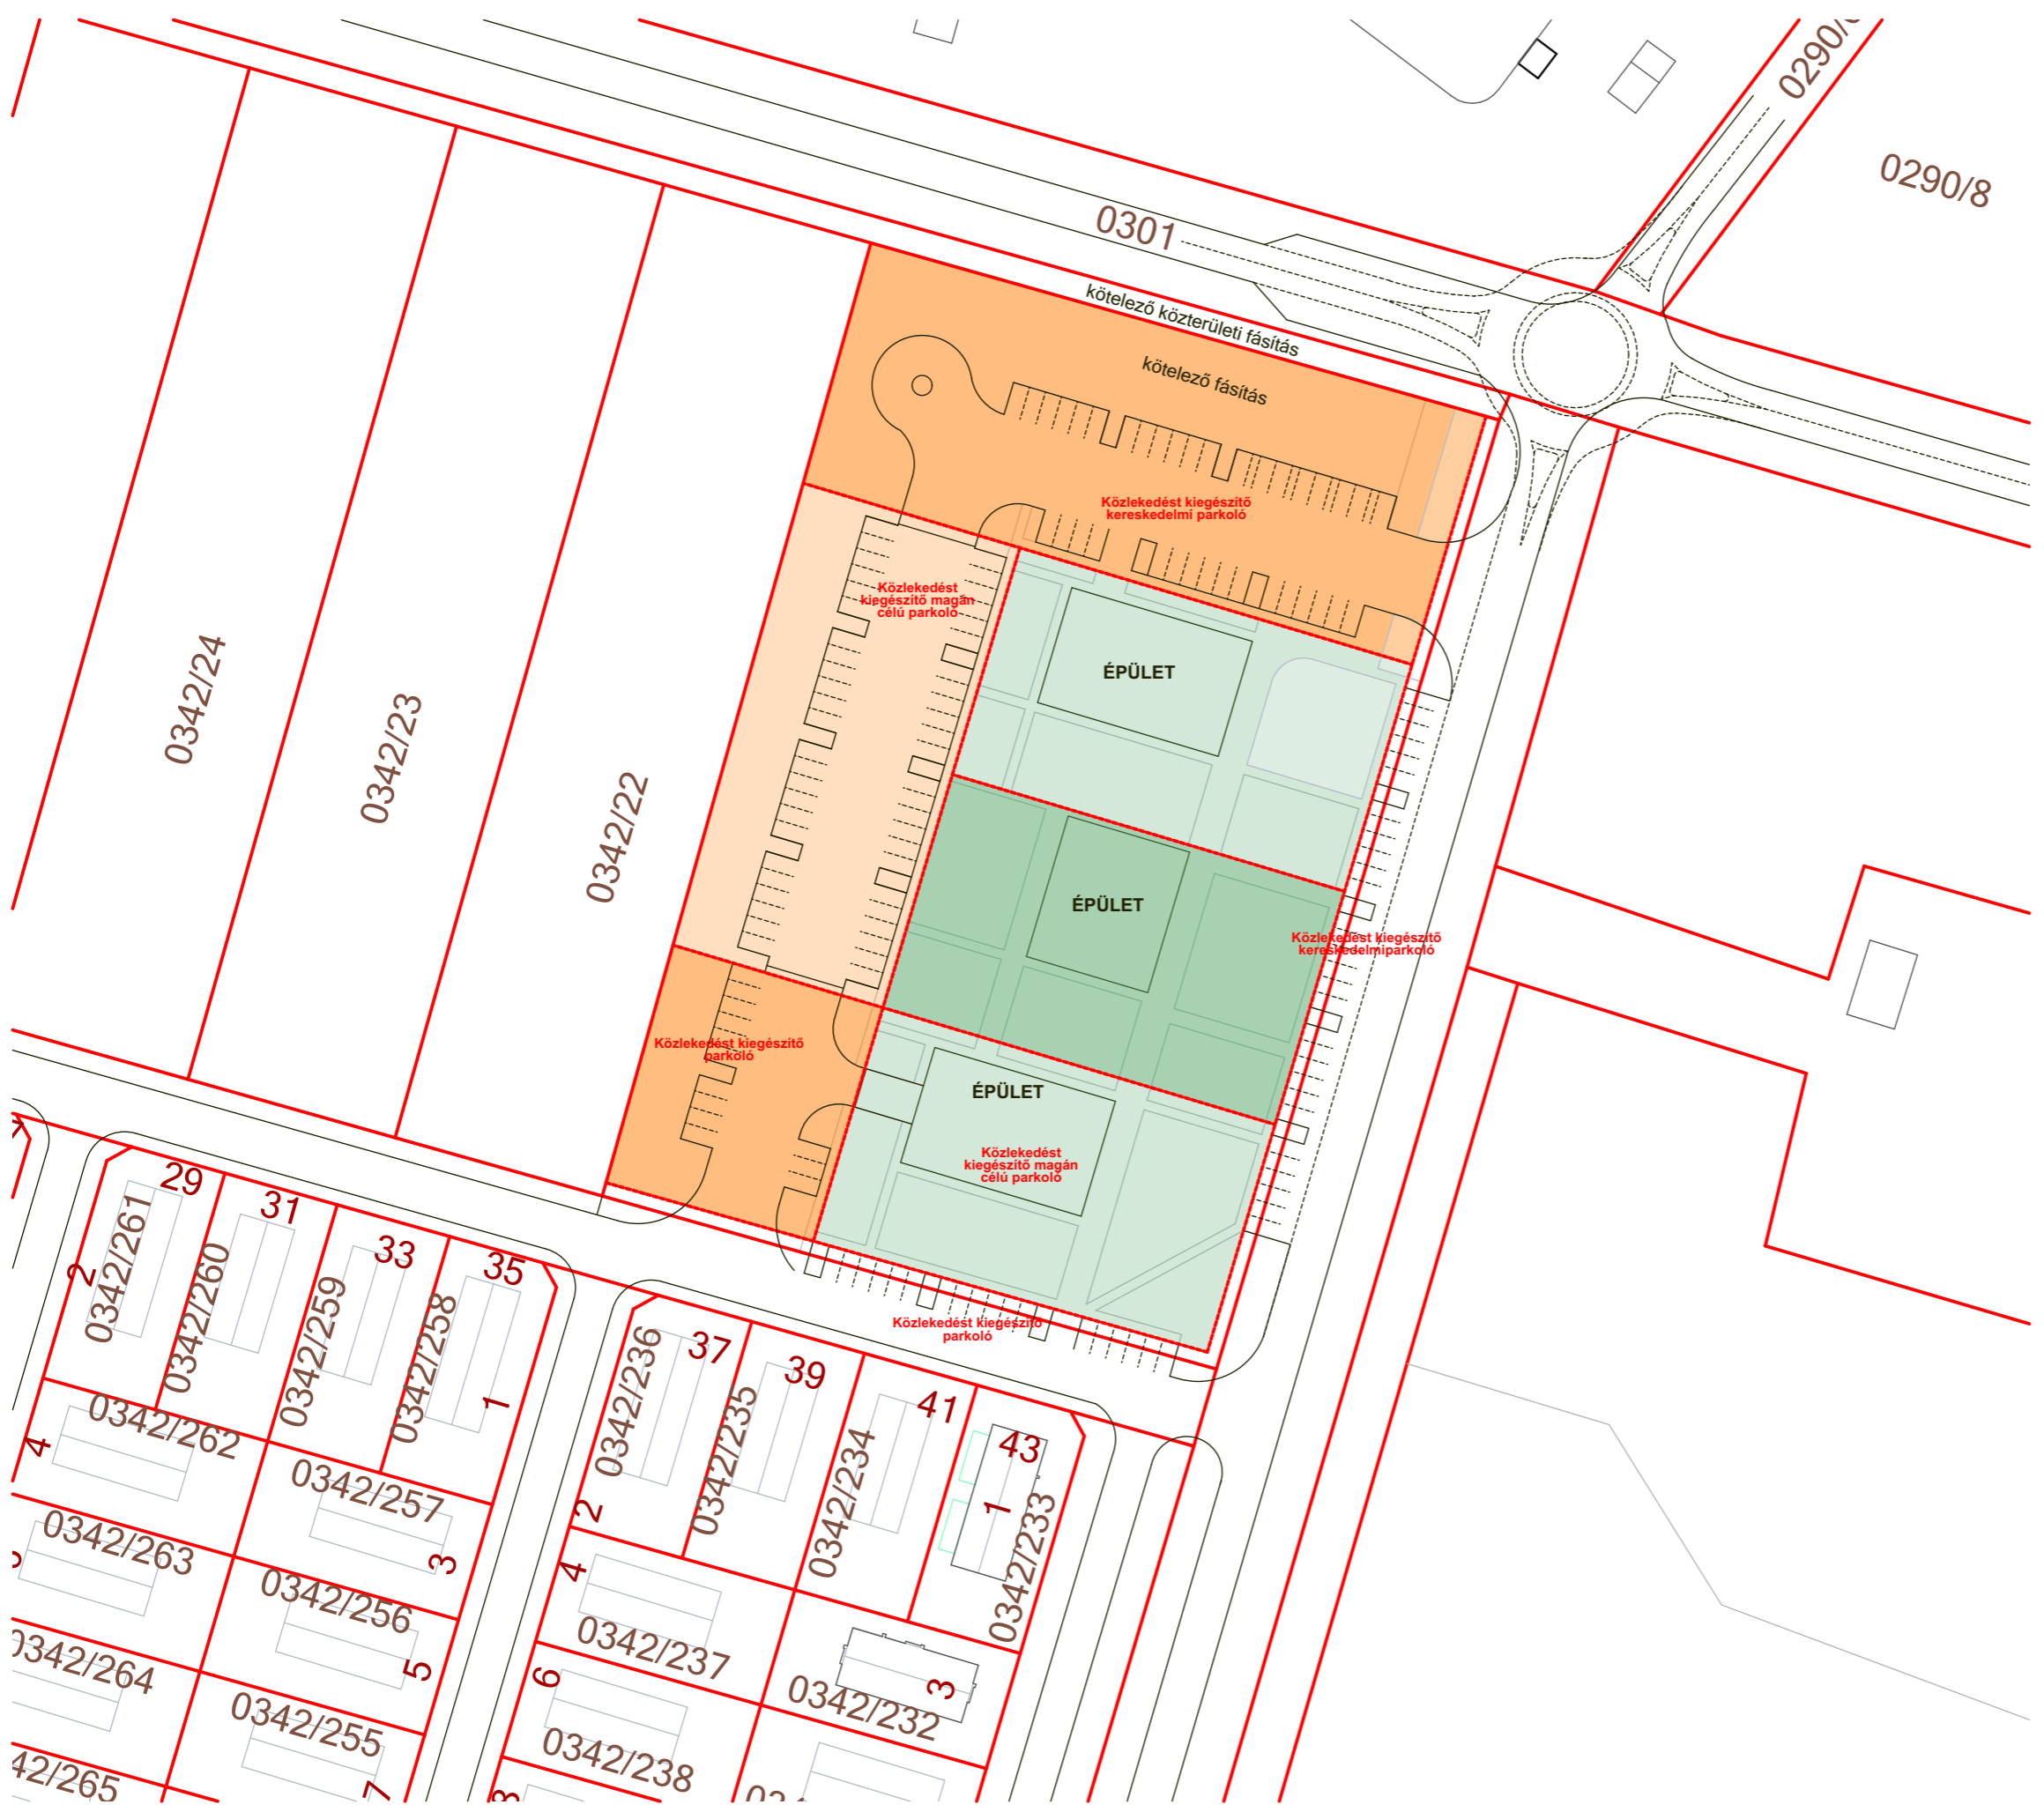 0290/8
0301
kötelező közterületi fásítás
kötelező fásítás
Közlekedést kiegészítő
kereskedelmi parkoló
Közlekedést
kiegészítő magán
célú parkoló
ÉPÜLET
0342/24
0342/23
0342/22
ÉPÜLET
Közlekedést kiegészítő
kereskedelmiparkoló
Közlekedést kiegészítő
parkoló
ÉPÜLET
Közlekedést
kiegészítő magán
célú parkoló
Közlekedést kiegészítő
parkoló
29
31
33
35
37
39
41
43
2
0342/261
0342/260
0342/259
0342/258
1
0342/236
0342/235
0342/234
1
0342/233
2
4
0342/262
0342/257
3
4
0342/263
0342/256
5
0342/237
3
0342/232
6
0342/264
0342/255
7
0342/238
42/265